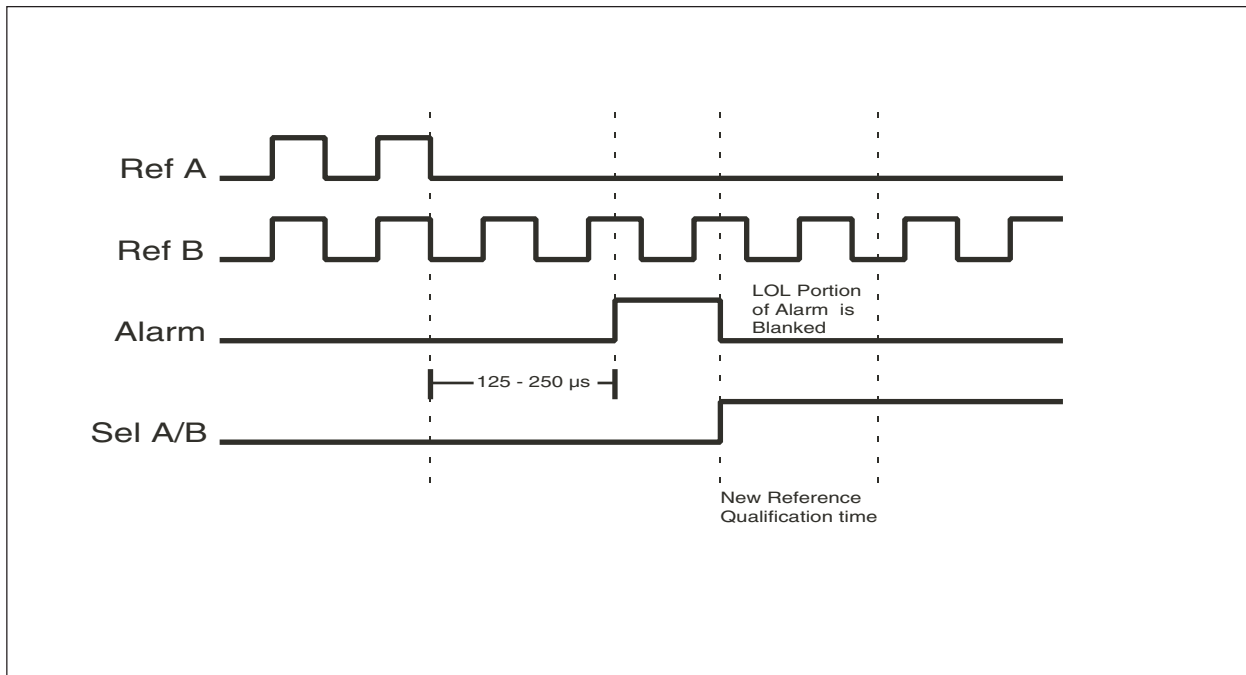 Ref A
Ref B
LOL Portion
of Alarm is
Blanked
Alarm
125 - 250 µs
Sel A/B
New Reference
Qualification time